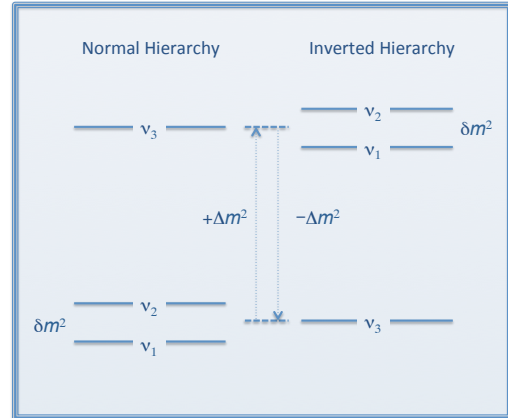 Normal Hierarchy
Inverted Hierarchy
ν3
ν2
ν1
δm²
+Δm²
−Δm²
ν2
δm²
ν1
ν3